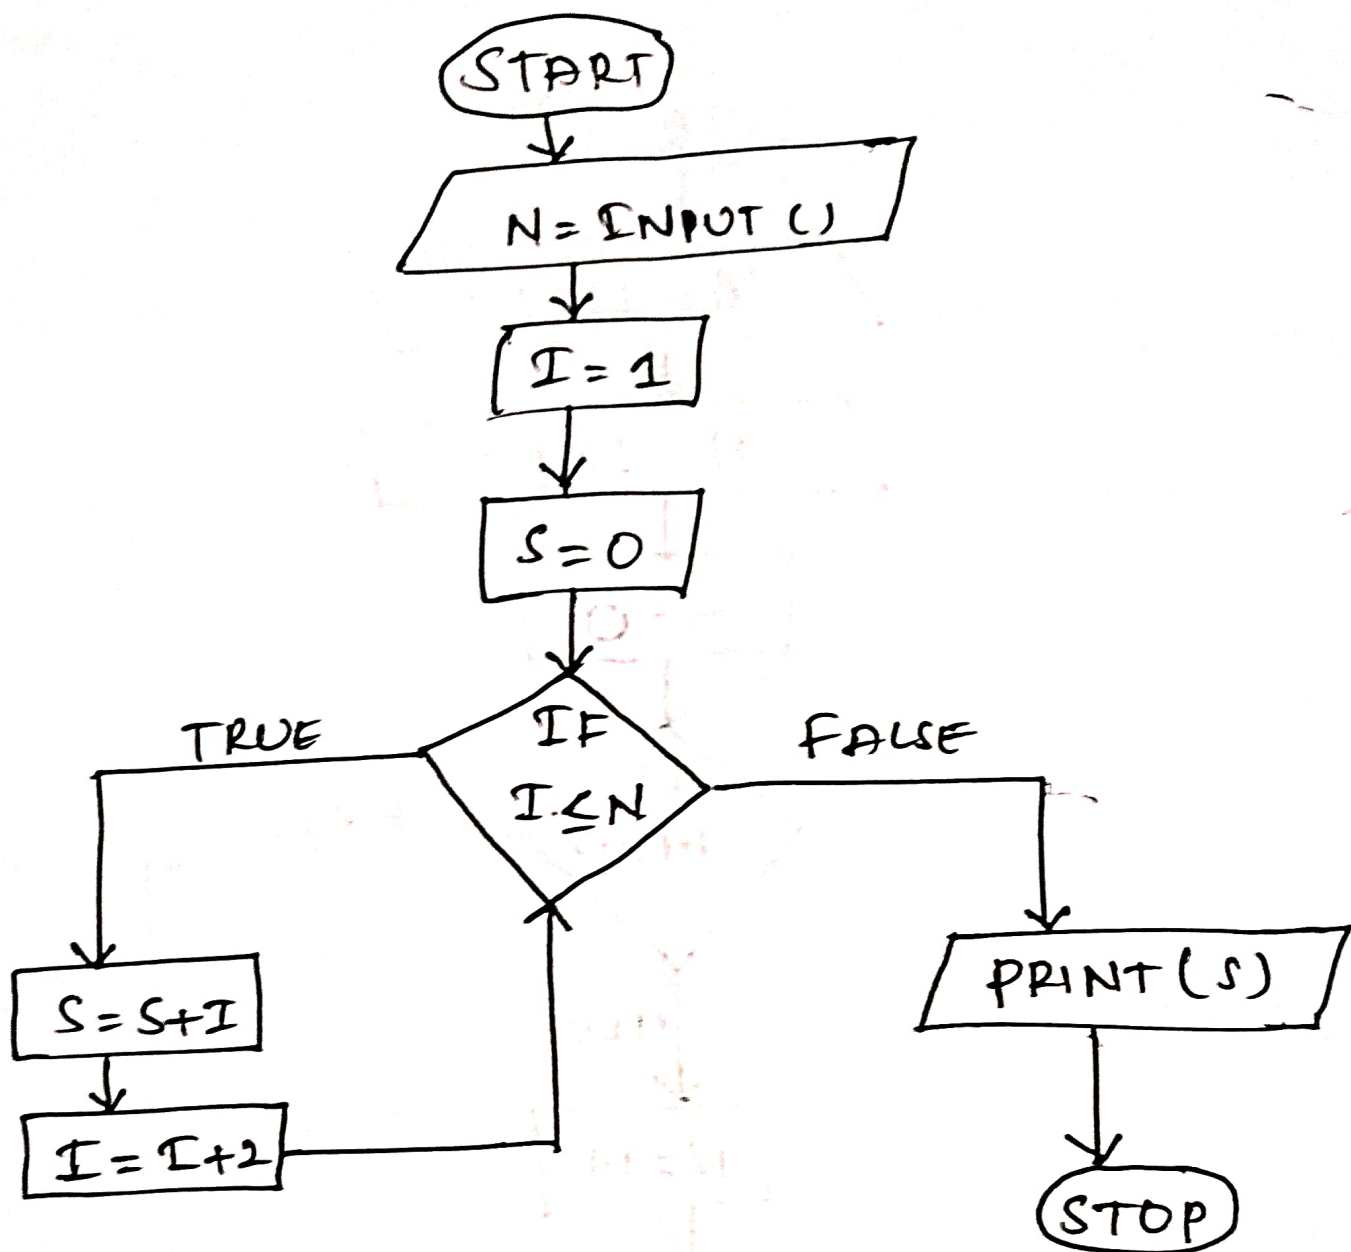 START
N = INPUT ()
I = 1
S = 0
IF
I ≤ N
TRUE
FALSE
S = S+I
I = I+2
PRINT (S)
STOP